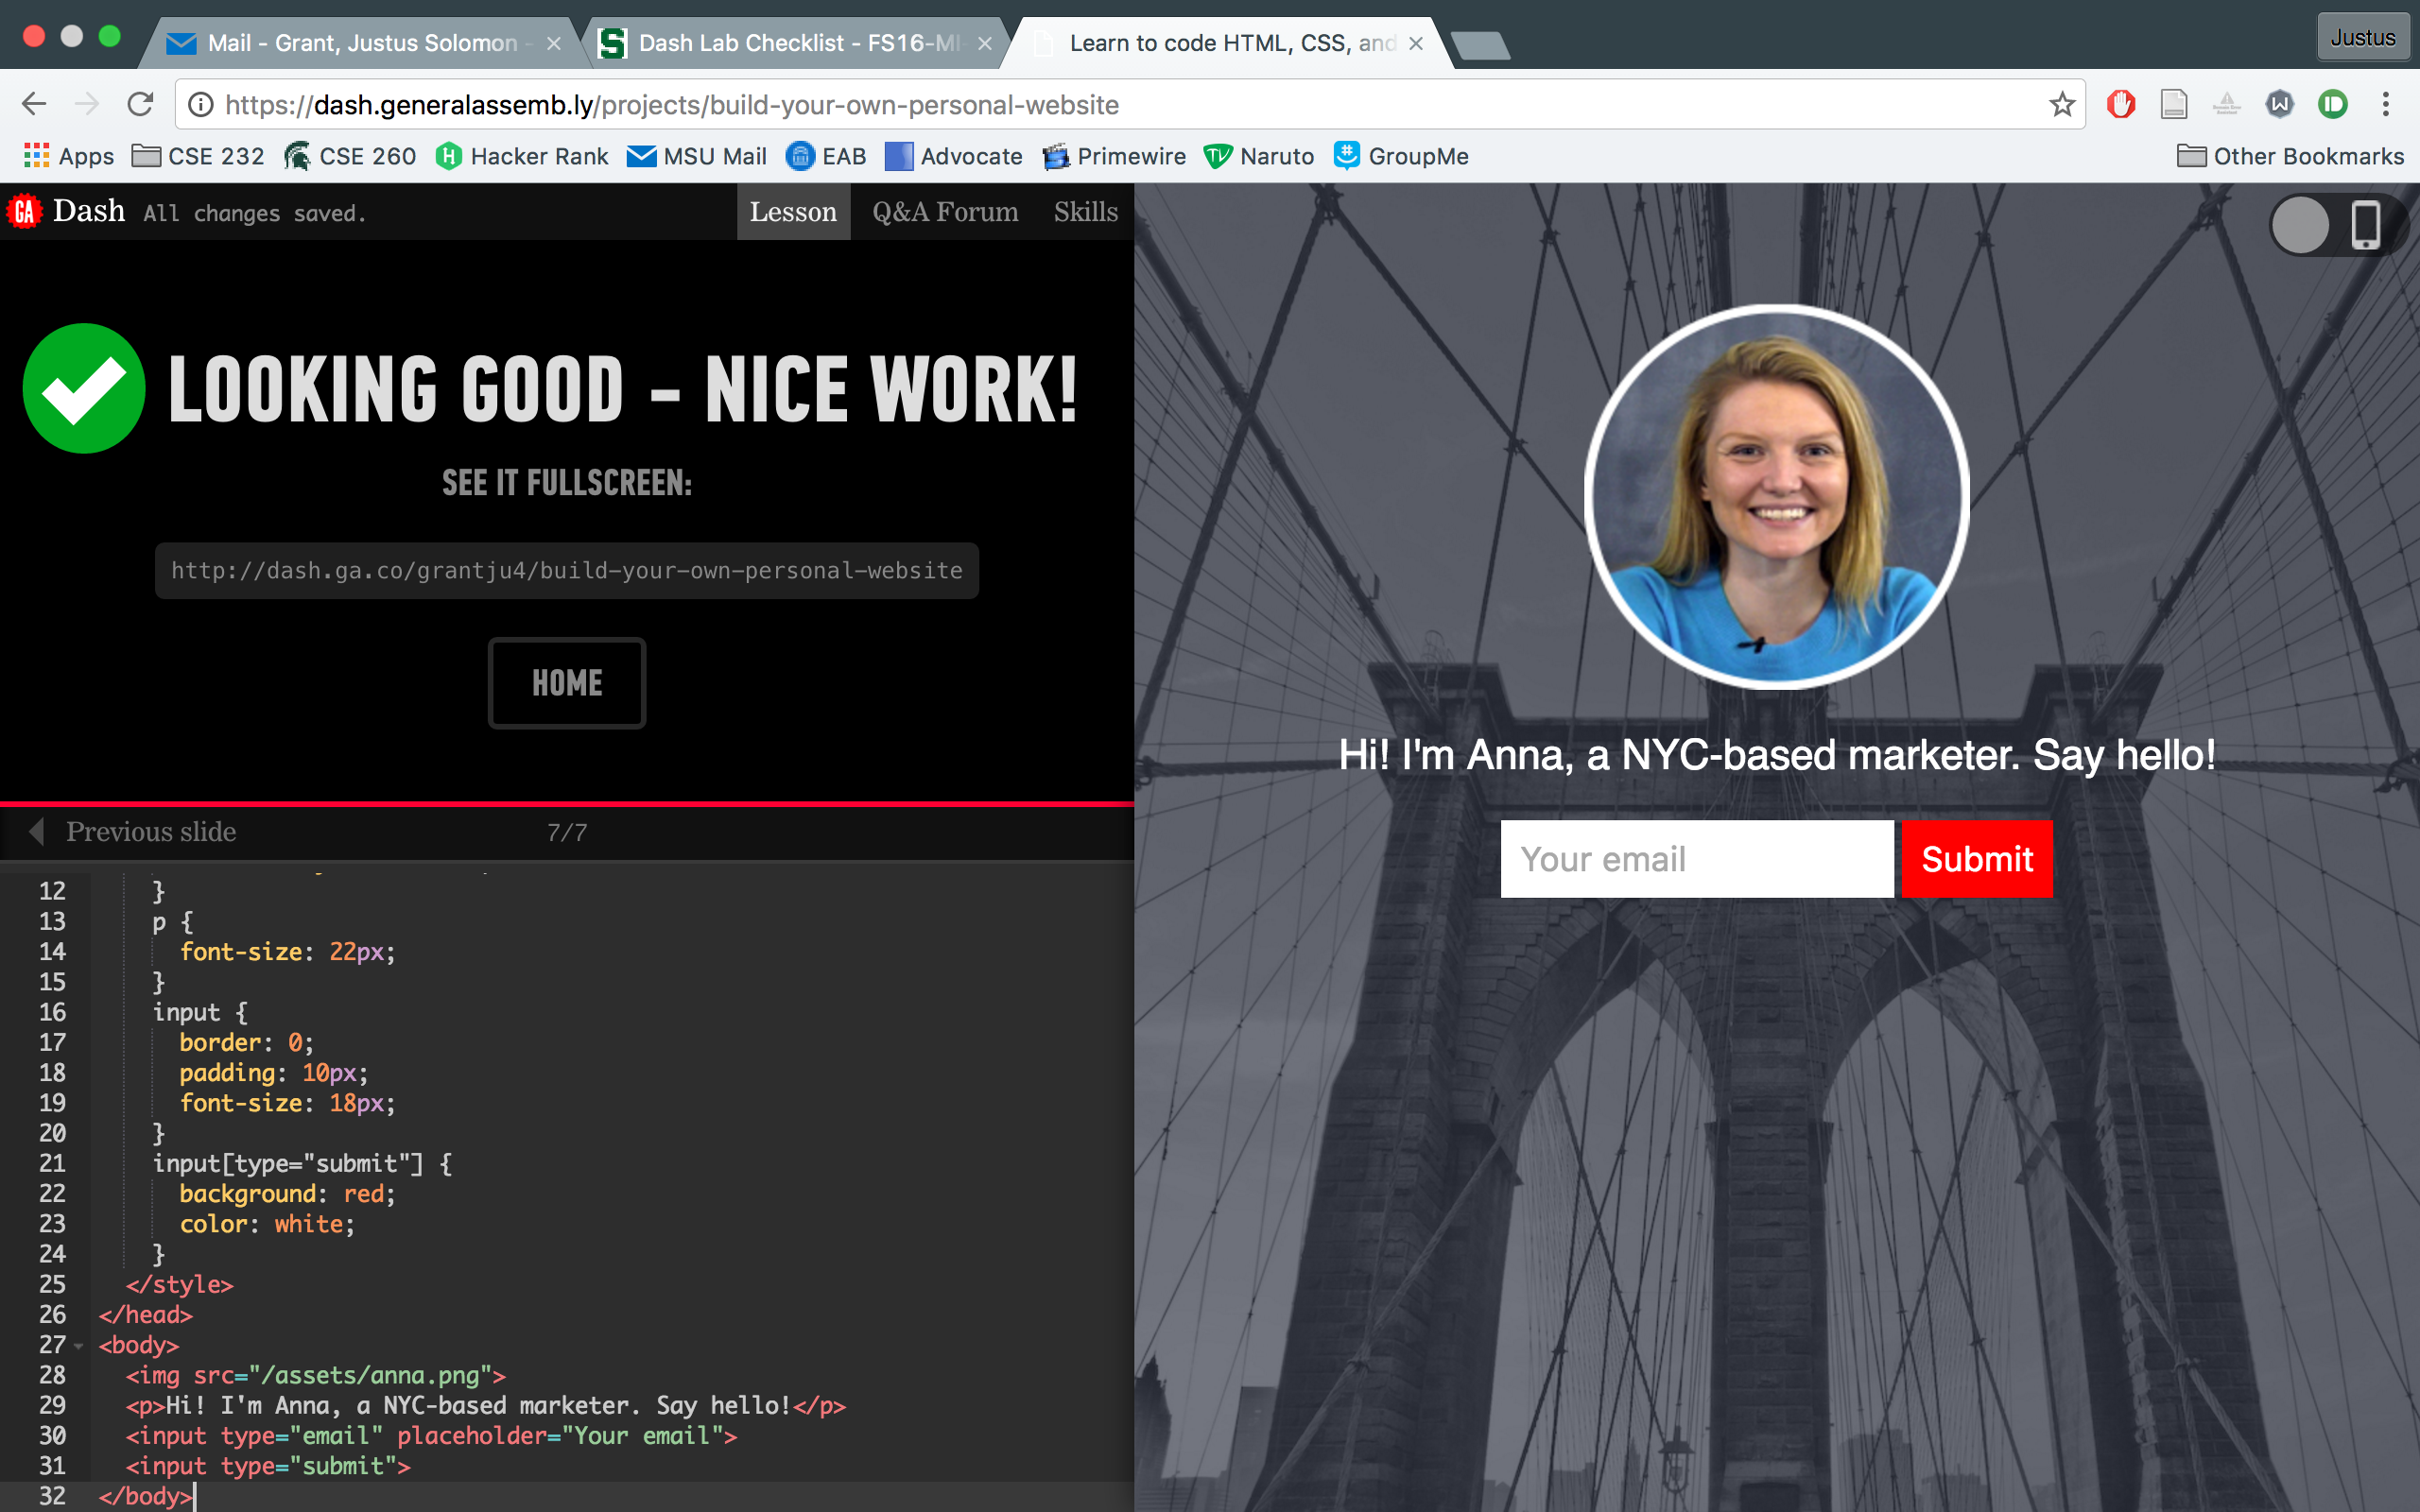 Mail - Grant, Justus Solomon -
Dash Lab Checklist - FS16-MI-
Learn to code HTML, CSS, and
Justus
https://dash.generalassemb.ly/projects/build-your-own-personal-website
Apps
CSE 232
CSE 260
Hacker Rank
MSU Mail
EAB
Advocate
Primewire
Naruto
GroupMe
Other Bookmarks
GA Dash All changes saved.
Lesson
Q&A Forum
Skills
LOOKING GOOD - NICE WORK!
SEE IT FULLSCREEN:
http://dash.ga.co/grantju4/build-your-own-personal-website
HOME
Previous slide
7/7
12 }
13 p {
14 font-size: 22px;
15 }
16 input {
17 border: 0;
18 padding: 10px;
19 font-size: 18px;
20 }
21 input[type="submit"] {
22 background: red;
23 color: white;
24 }
25 </style>
26 </head>
27 <body>
28 <img src="/assets/anna.png">
29 <p>Hi! I'm Anna, a NYC-based marketer. Say hello!</p>
30 <input type="email" placeholder="Your email">
31 <input type="submit">
32 </body>
Hi! I'm Anna, a NYC-based marketer. Say hello!
Your email
Submit